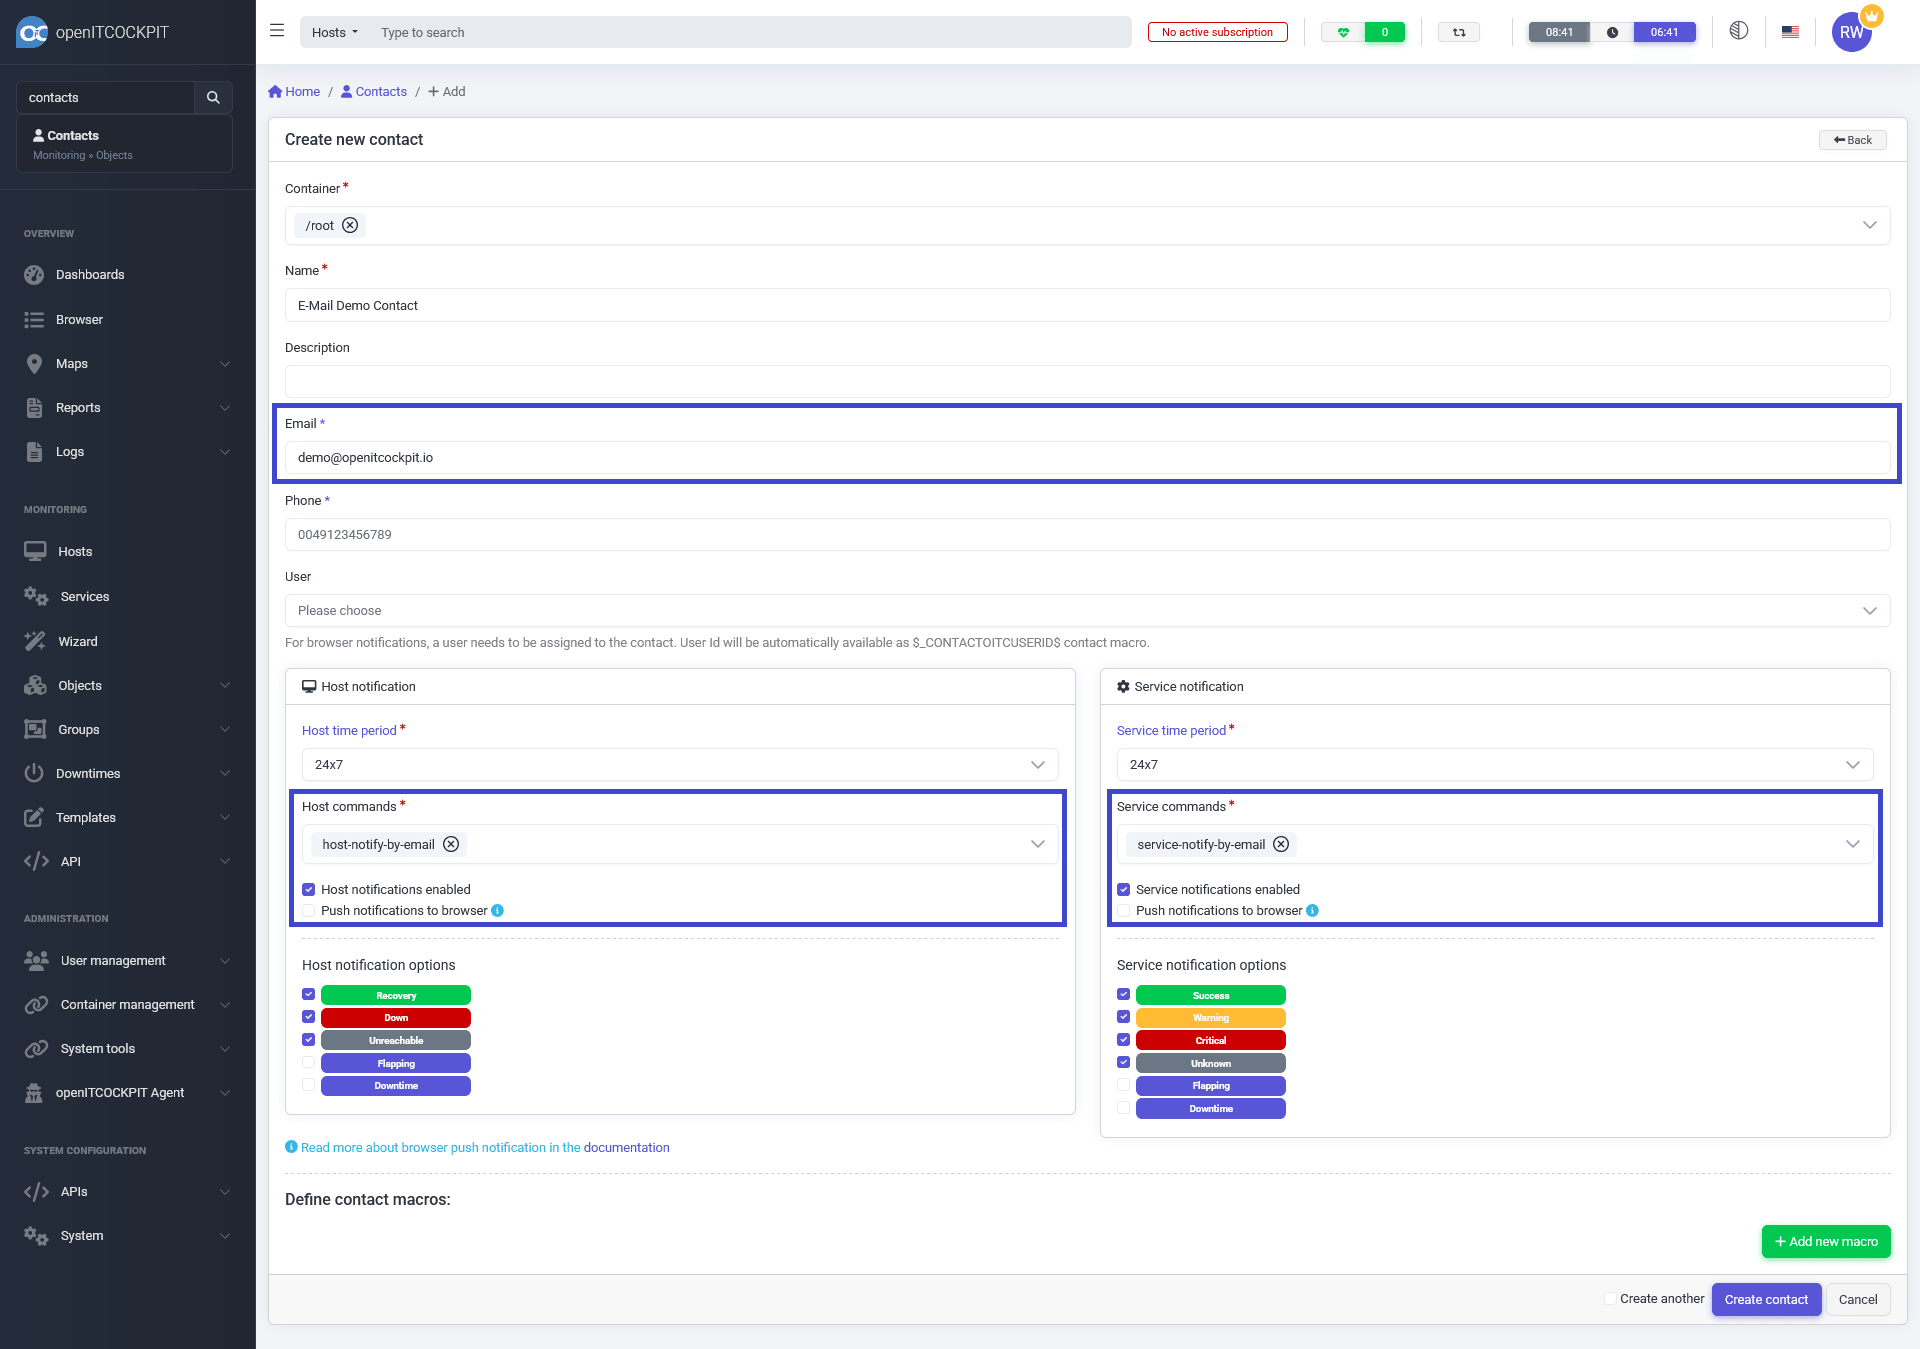 openITCOCKPIT
contacts
Contacts
Monitoring » Objects
OVERVIEW
Dashboards
Browser
Maps
Reports
Logs
MONITORING
Hosts
Services
Wizard
Objects
Groups
Downtimes
Templates
API
ADMINISTRATION
User management
Container management
System tools
openITCOCKPIT Agent
SYSTEM CONFIGURATION
APIs
System
Hosts
Type to search
No active subscription
0
08:41
06:41
RW
Home / Contacts / + Add
Create new contact
Back
Container *
/root
Name *
E-Mail Demo Contact
Description
Email *
demo@openitcockpit.io
Phone *
0049123456789
User
Please choose
For browser notifications, a user needs to be assigned to the contact. User Id will be automatically available as $_CONTACTOITCUSERID$ contact macro.
Host notification
Host time period *
24x7
Host commands *
host-notify-by-email
Host notifications enabled
Push notifications to browser
Host notification options
Recovery
Down
Unreachable
Flapping
Downtime
Service notification
Service time period *
24x7
Service commands *
service-notify-by-email
Service notifications enabled
Push notifications to browser
Service notification options
Success
Warning
Critical
Unknown
Flapping
Downtime
Read more about browser push notification in the documentation
Define contact macros:
+ Add new macro
Create another
Create contact
Cancel